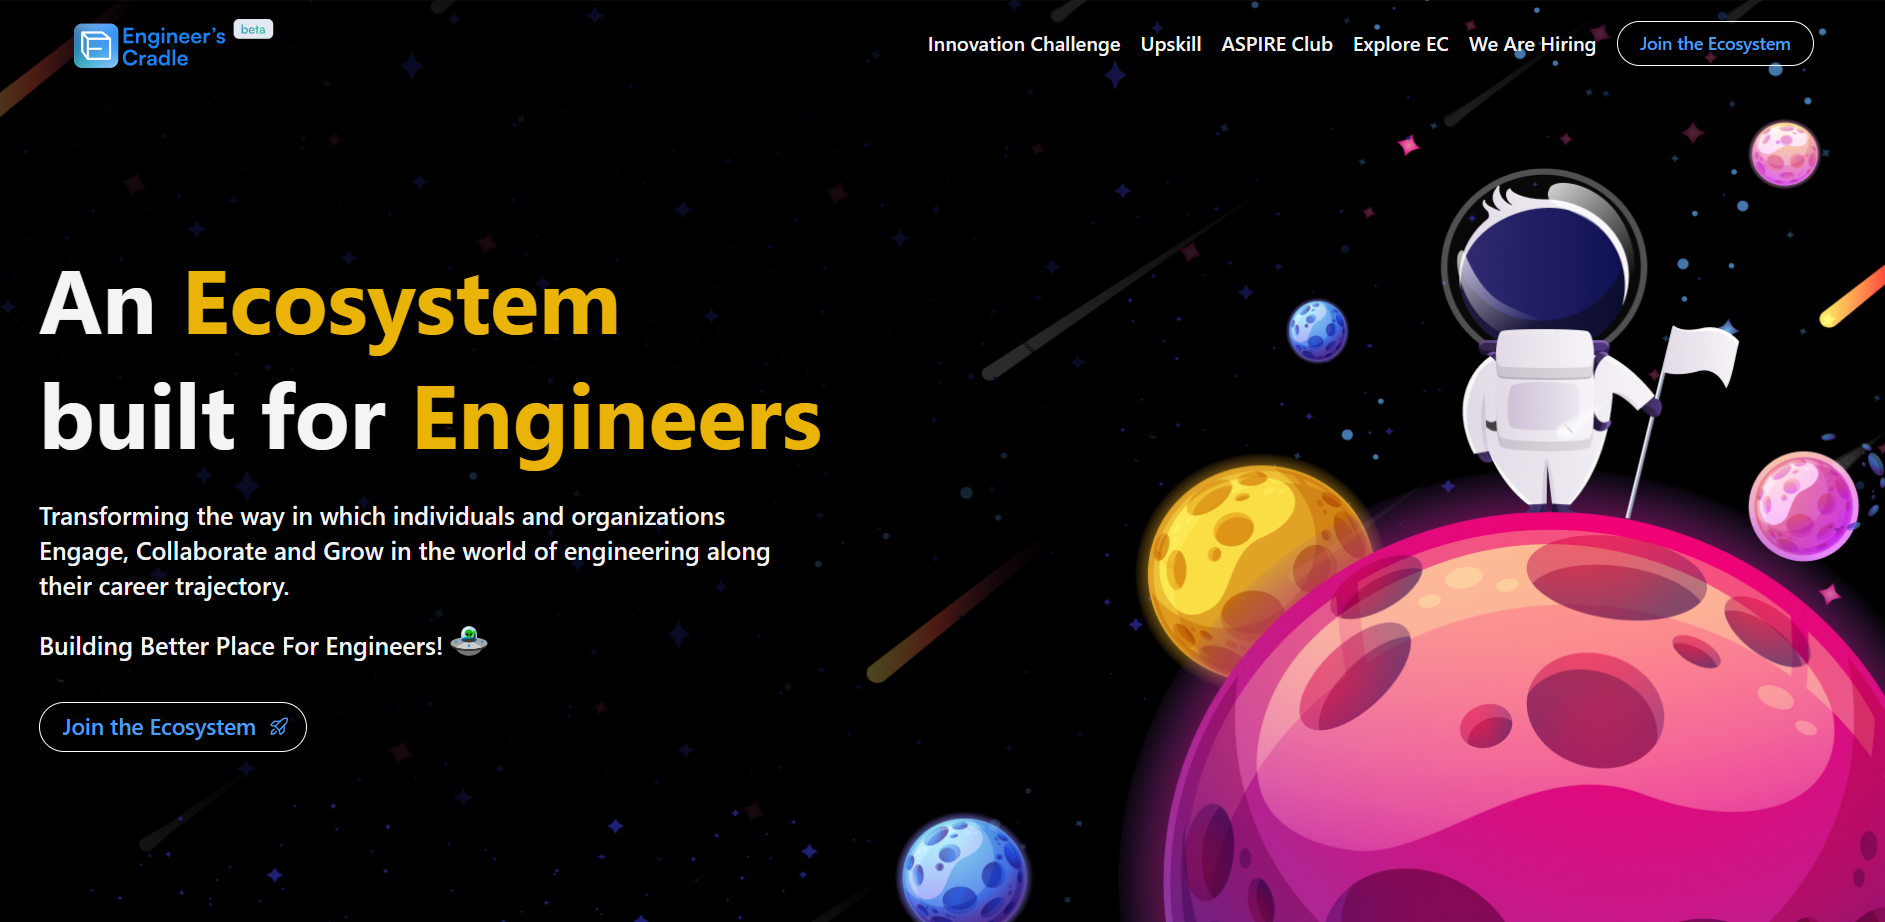 Engineer's
Cradle
beta
Innovation Challenge
Upskill
ASPIRE Club
Explore EC
We Are Hiring
Join the Ecosystem
An Ecosystem
built for Engineers
Transforming the way in which individuals and organizations
Engage, Collaborate and Grow in the world of engineering along
their career trajectory.
Building Better Place For Engineers! 🛸
Join the Ecosystem